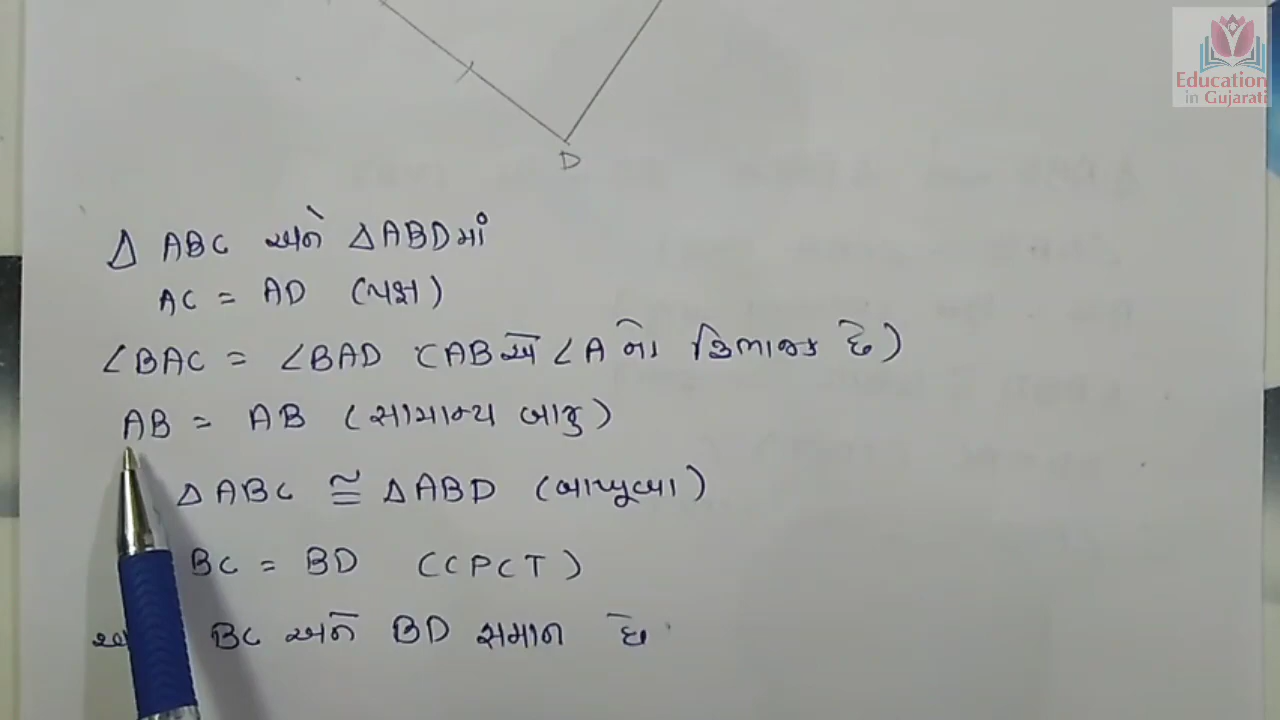 Education
in Gujarati
D
Δ ABC અને ΔABDમાં
AC = AD (પક્ષ)
∠BAC = ∠BAD (AB એ ∠A નો દ્વિભાજક છે)
AB = AB (સામાન્ય બાજુ)
Δ ABC ≅ ΔABD (બાખૂબા)
BC = BD (CPCT)
BC અને BD સમાન છે